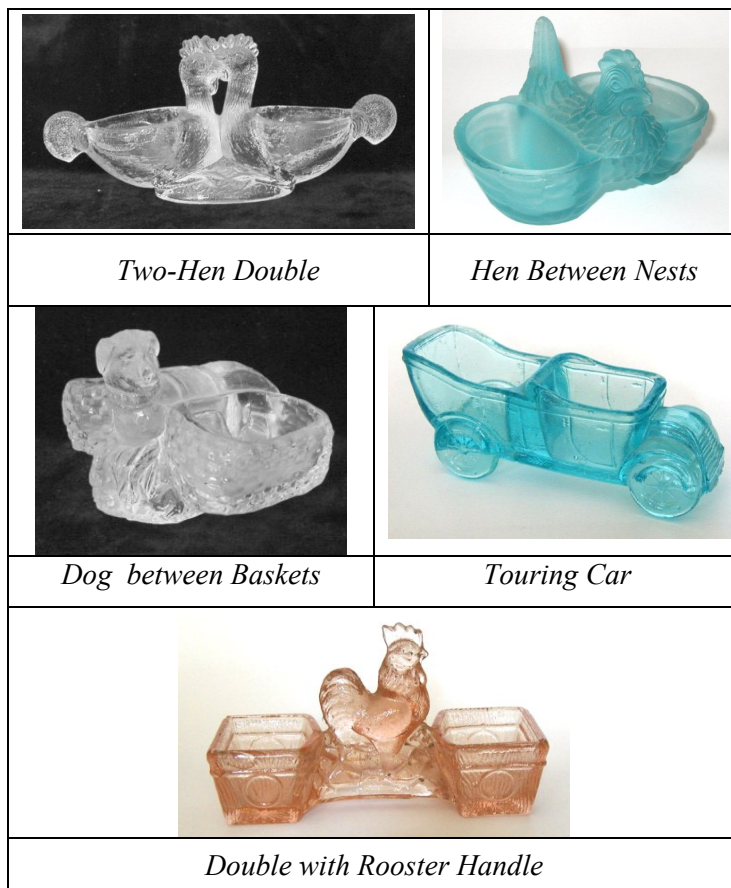 Two-Hen Double
Hen Between Nests
Dog between Baskets
Touring Car
Double with Rooster Handle